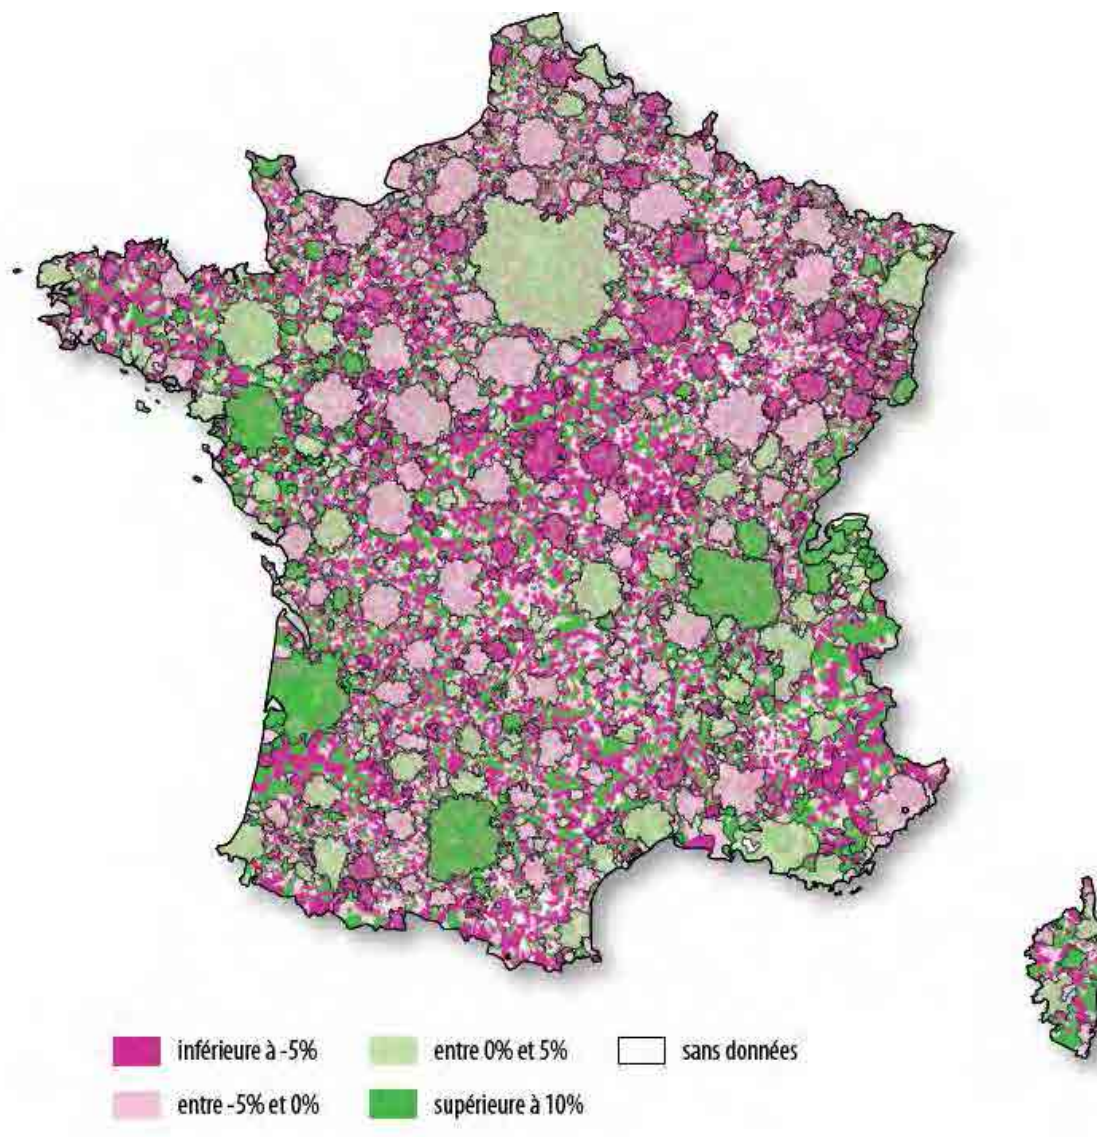 inférieure à -5%
entre 0% et 5%
sans données
entre -5% et 0%
supérieure à 10%